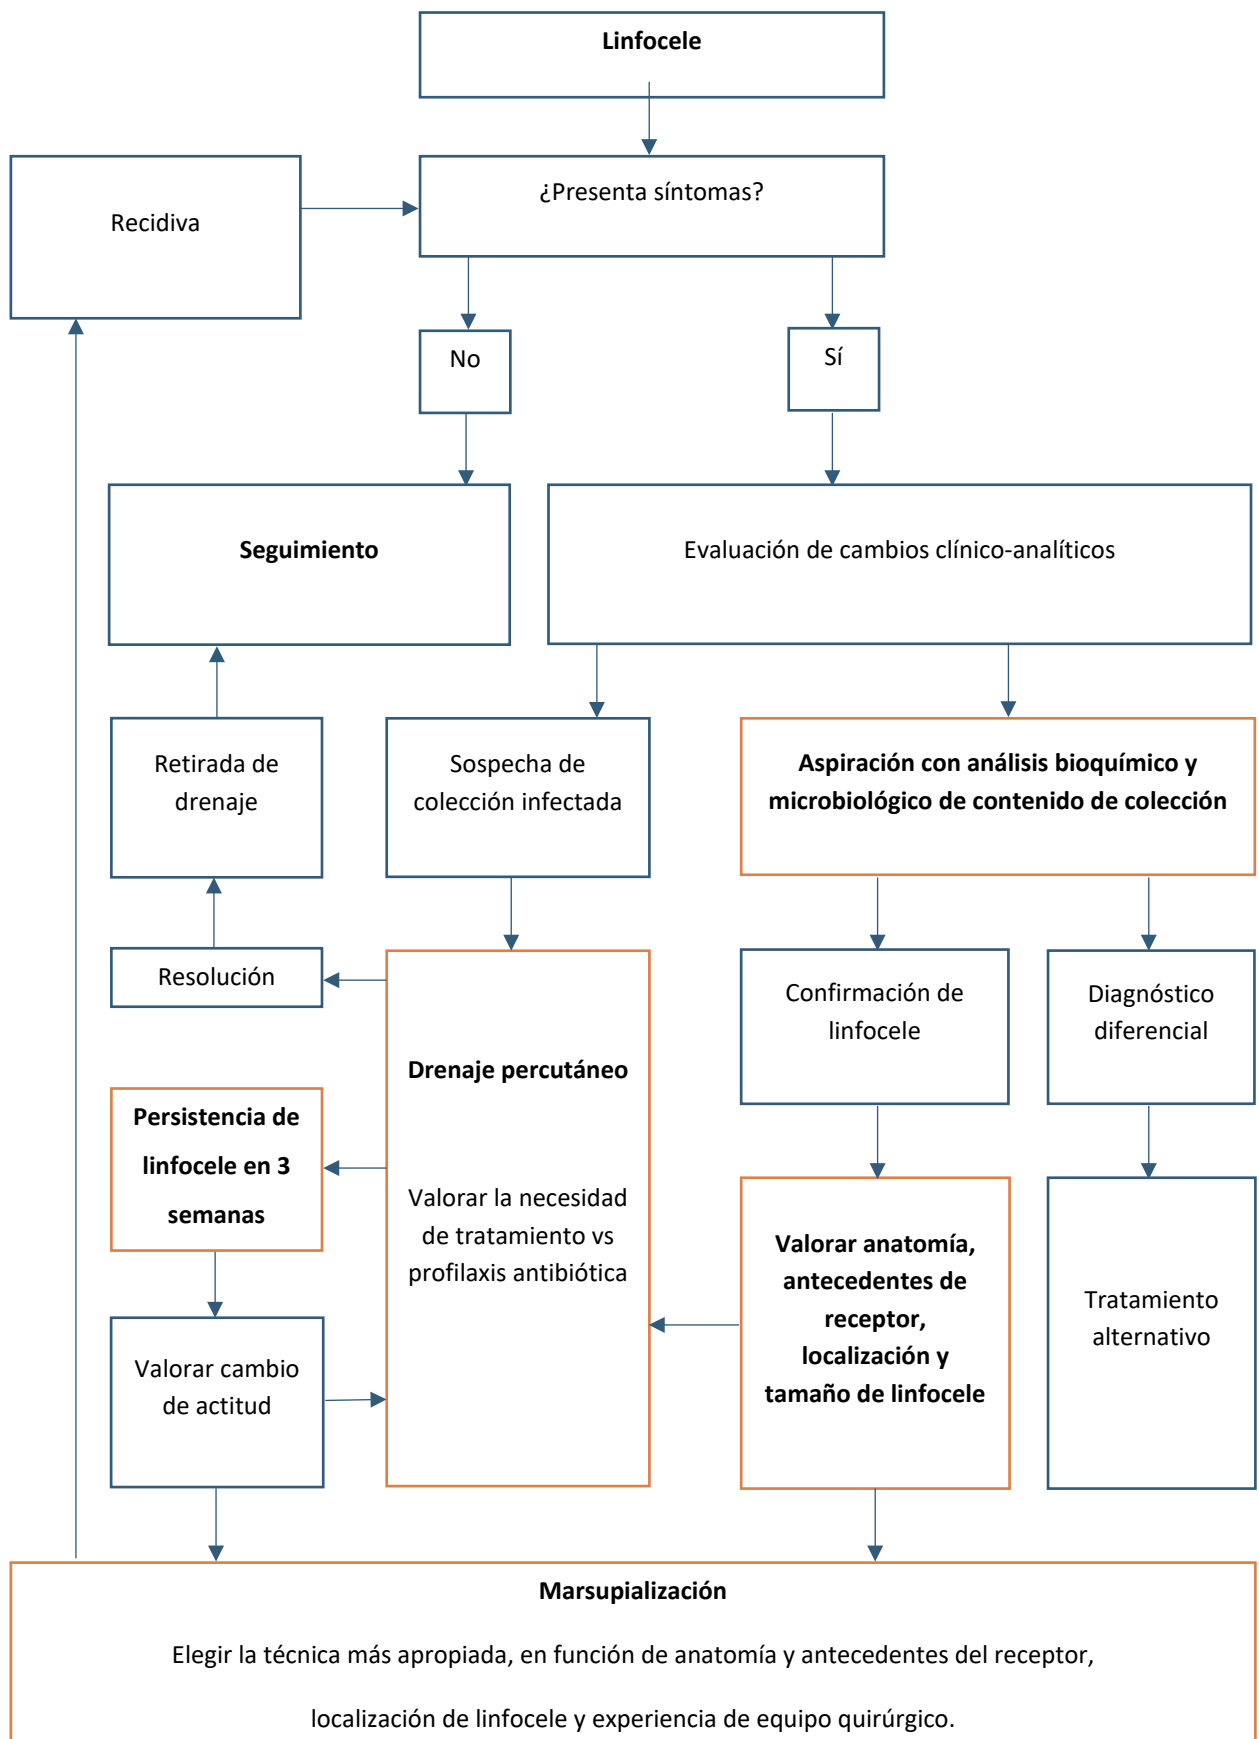 Linfocele
¿Presenta síntomas?
Recidiva
No
Sí
Seguimiento
Evaluación de cambios clínico-analíticos
Retirada de
drenaje
Sospecha de
colección infectada
Aspiración con análisis bioquímico y
microbiológico de contenido de colección
Resolución
Confirmación de
linfocele
Diagnóstico
diferencial
Drenaje percutáneo
Valorar la necesidad
de tratamiento vs
profilaxis antibiótica
Persistencia de
linfocele en 3
semanas
Valorar anatomía,
antecedentes de
receptor,
localización y
tamaño de linfocele
Tratamiento
alternativo
Valorar cambio
de actitud
Marsupialización
Elegir la técnica más apropiada, en función de anatomía y antecedentes del receptor,
localización de linfocele y experiencia de equipo quirúrgico.